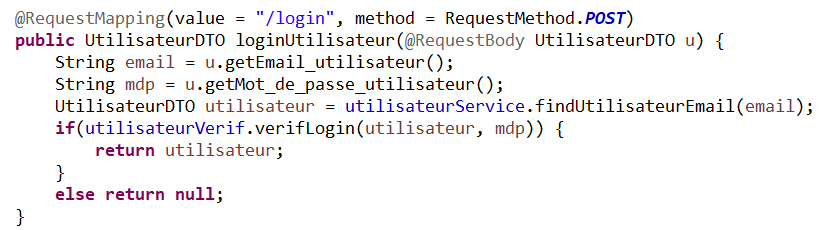 @RequestMapping(value = "/login", method = RequestMethod.POST)
public UtilisateurDTO loginUtilisateur(@RequestBody UtilisateurDTO u) {
    String email = u.getEmail_utilisateur();
    String mdp = u.getMot_de_passe_utilisateur();
    UtilisateurDTO utilisateur = utilisateurService.findUtilisateurEmail(email);
    if(utilisateurVerif.verifLogin(utilisateur, mdp)) {
        return utilisateur;
    }
    else return null;
}